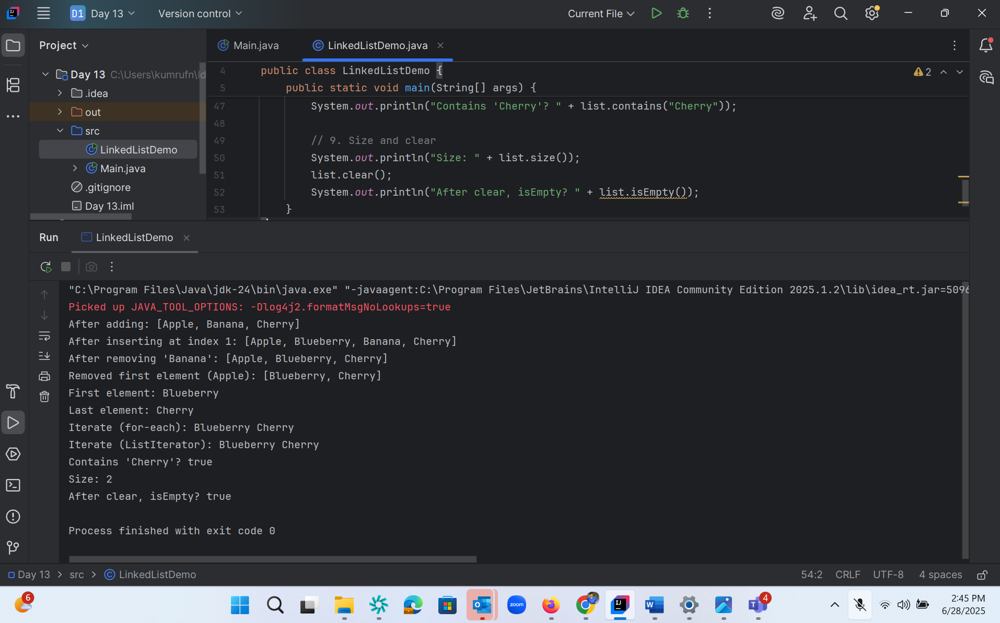 D1 Day 13 Version control Current File
Project
Main.java LinkedListDemo.java
Day 13 C:\Users\kumrufn\Id
.idea
out
src
LinkedListDemo
Main.java
.gitignore
Day 13.iml
4 public class LinkedListDemo {
5 public static void main(String[] args) {
47 System.out.println("Contains 'Cherry'? " + list.contains("Cherry"));
48
49 // 9. Size and clear
50 System.out.println("Size: " + list.size());
51 list.clear();
52 System.out.println("After clear, isEmpty? " + list.isEmpty());
53 }
2
Run LinkedListDemo
"C:\Program Files\Java\jdk-24\bin\java.exe" "-javaagent:C:\Program Files\JetBrains\IntelliJ IDEA Community Edition 2025.1.2\lib\idea_rt.jar=5096
Picked up JAVA_TOOL_OPTIONS: -Dlog4j2.formatMsgNoLookups=true
After adding: [Apple, Banana, Cherry]
After inserting at index 1: [Apple, Blueberry, Banana, Cherry]
After removing 'Banana': [Apple, Blueberry, Cherry]
Removed first element (Apple): [Blueberry, Cherry]
First element: Blueberry
Last element: Cherry
Iterate (for-each): Blueberry Cherry
Iterate (ListIterator): Blueberry Cherry
Contains 'Cherry'? true
Size: 2
After clear, isEmpty? true
Process finished with exit code 0
Day 13 src LinkedListDemo
54:2 CRLF UTF-8 4 spaces
6
zoom
4
2:45 PM
6/28/2025